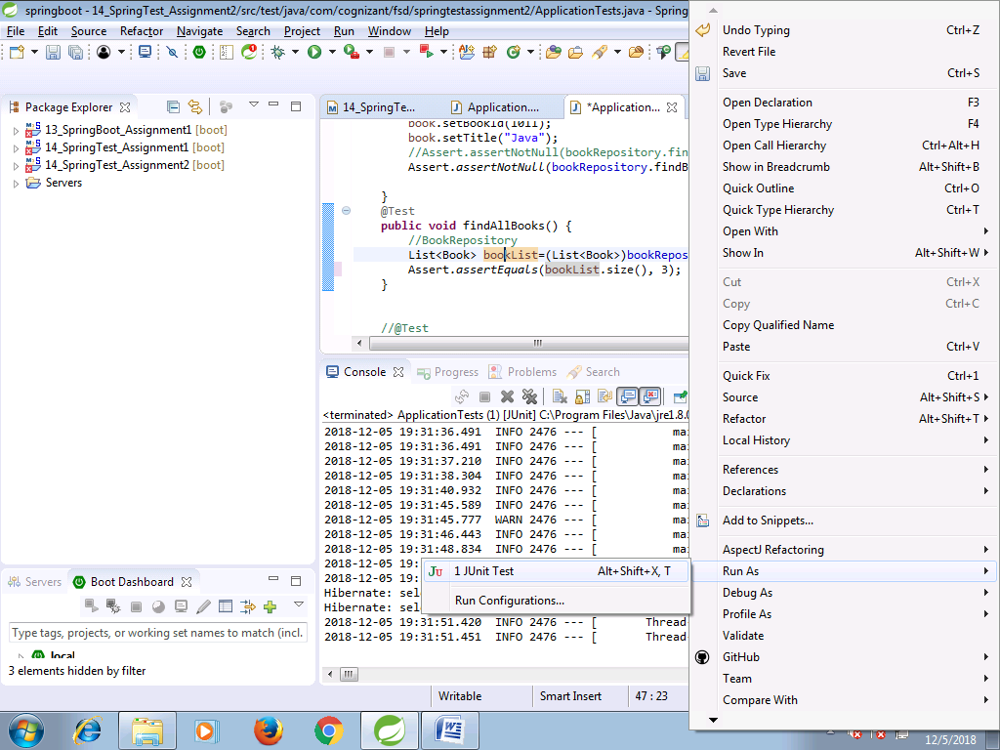 springboot - 14_SpringTest_Assignment2/src/test/java/com/cognizant/fsd/springtestassignment2/ApplicationTests.java - Spring
File Edit Source Refactor Navigate Search Project Run Window Help
Package Explorer
13_SpringBoot_Assignment1 [boot]
14_SpringTest_Assignment1 [boot]
14_SpringTest_Assignment2 [boot]
Servers
14_SpringTe... Application.... *Application...
book.setBookId(1011);
book.setTitle("Java");
//Assert.assertNotNull(bookRepository.fin
Assert.assertNotNull(bookRepository.findB
}
@Test
public void findAllBooks() {
//BookRepository
List<Book> bookList=(List<Book>)bookRepos
Assert.assertEquals(bookList.size(), 3);
}
//@Test
Console Progress Problems Search
<terminated> ApplicationTests (1) [JUnit] C:\Program Files\Java\jre1.8.0
2018-12-05 19:31:36.491 INFO 2476 --- [ mai
2018-12-05 19:31:36.491 INFO 2476 --- [ mai
2018-12-05 19:31:37.210 INFO 2476 --- [ mai
2018-12-05 19:31:38.304 INFO 2476 --- [ mai
2018-12-05 19:31:40.932 INFO 2476 --- [ mai
2018-12-05 19:31:45.589 INFO 2476 --- [ mai
2018-12-05 19:31:45.777 WARN 2476 --- [ mai
2018-12-05 19:31:46.443 INFO 2476 --- [ mai
2018-12-05 19:31:48.834 INFO 2476 --- [ mai
2018-12-05 19:
2018-12-05 19:
Hibernate: sel
Hibernate: sel
2018-12-05 19:31:51.420 INFO 2476 --- [ Thread-
2018-12-05 19:31:51.451 INFO 2476 --- [ Thread-
Ju 1 JUnit Test Alt+Shift+X, T
Run Configurations...
Servers Boot Dashboard
Type tags, projects, or working set names to match (incl.
local
3 elements hidden by filter
Writable Smart Insert 47 : 23
Undo Typing Ctrl+Z
Revert File
Save Ctrl+S
Open Declaration F3
Open Type Hierarchy F4
Open Call Hierarchy Ctrl+Alt+H
Show in Breadcrumb Alt+Shift+B
Quick Outline Ctrl+O
Quick Type Hierarchy Ctrl+T
Open With
Show In Alt+Shift+W
Cut Ctrl+X
Copy Ctrl+C
Copy Qualified Name
Paste Ctrl+V
Quick Fix Ctrl+1
Source Alt+Shift+S
Refactor Alt+Shift+T
Local History
References
Declarations
Add to Snippets...
AspectJ Refactoring
Run As
Debug As
Profile As
Validate
GitHub
Team
Compare With
12/5/2018